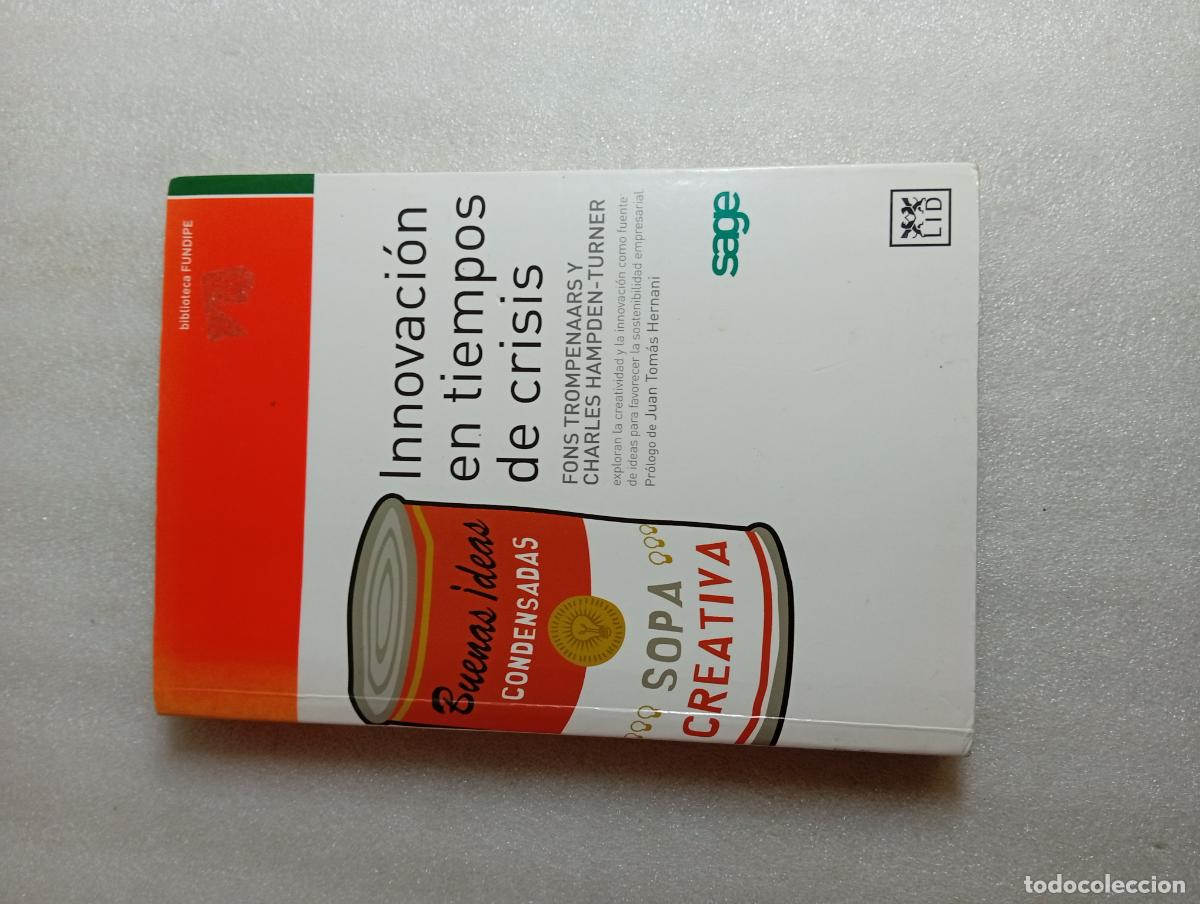 biblioteca FUNDIPE
Innovación
en tiempos
de crisis
FONS TROMPENAARS Y
CHARLES HAMPDEN-TURNER
exploran la creatividad y la innovación como fuente
de ideas para favorecer la sostenibilidad empresarial.
Prólogo de Juan Tomás Hernani
Buenas ideas
CONDENSADAS
SOPA
CREATIVA
sage
LID
todocoleccion